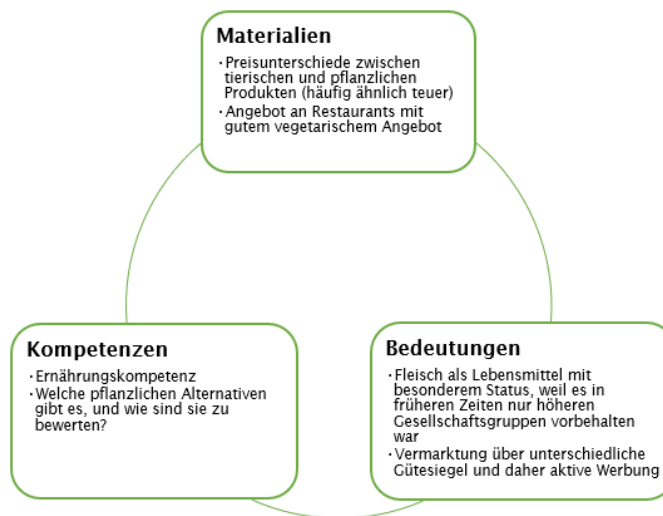 Materialien
·Preisunterschiede zwischen
tierischen und pflanzlichen
Produkten (häufig ähnlich teuer)
·Angebot an Restaurants mit
gutem vegetarischem Angebot
Kompetenzen
·Ernährungskompetenz
·Welche pflanzlichen Alternativen
gibt es, und wie sind sie zu
bewerten?
Bedeutungen
·Fleisch als Lebensmittel mit
besonderem Status, weil es in
früheren Zeiten nur höheren
Gesellschaftsgruppen vorbehalten
war
·Vermarktung über unterschiedliche
Gütesiegel und daher aktive Werbung